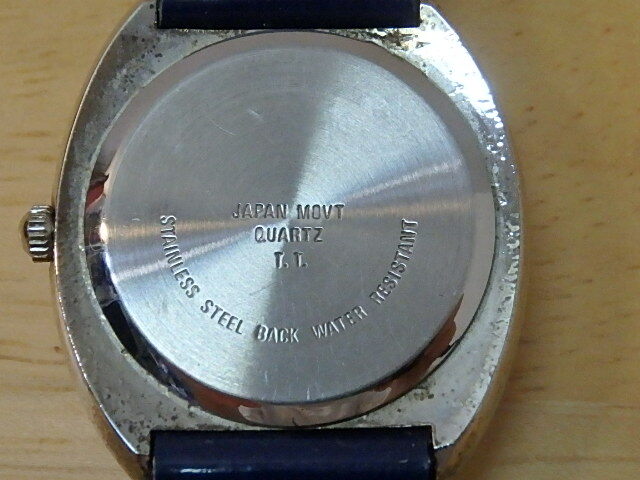 JAPAN MOVT
QUARTZ
T. T.
STAINLESS STEEL BACK WATER RESISTANT